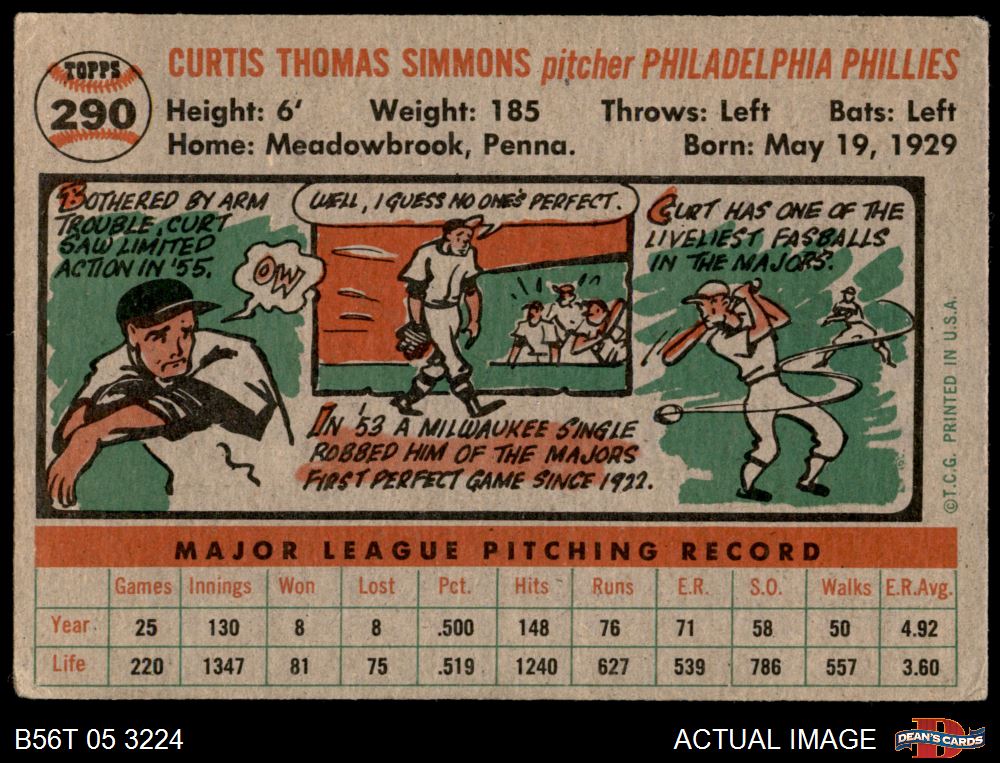 TOPPS
290
CURTIS THOMAS SIMMONS pitcher PHILADELPHIA PHILLIES
Height: 6' Weight: 185 Throws: Left Bats: Left
Home: Meadowbrook, Penna. Born: May 19, 1929
BOTHERED BY ARM
TROUBLE, CURT
SAW LIMITED
ACTION IN '55.
OW
WELL, I GUESS NO ONE'S PERFECT.
IN '53 A MILWAUKEE SINGLE
ROBBED HIM OF THE MAJORS
FIRST PERFECT GAME SINCE 1922.
CURT HAS ONE OF THE
LIVELIEST FASBALLS
IN THE MAJORS.
©T.C.G. PRINTED IN U.S.A.
MAJOR LEAGUE PITCHING RECORD
Games Innings Won Lost Pct. Hits Runs E.R. S.O. Walks E.R.Avg.
Year 25 130 8 8 .500 148 76 71 58 50 4.92
Life 220 1347 81 75 .519 1240 627 539 786 557 3.60
B56T 05 3224 ACTUAL IMAGE
D
DEAN'S CARDS